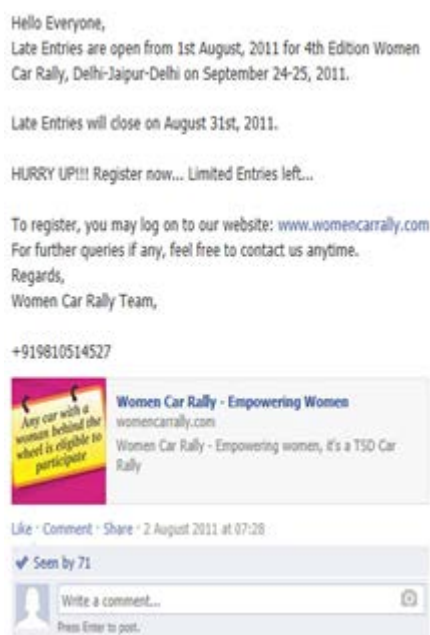 Hello Everyone,
Late Entries are open from 1st August, 2011 for 4th Edition Women
Car Rally, Delhi-Jaipur-Delhi on September 24-25, 2011.
Late Entries will close on August 31st, 2011.
HURRY UP!!! Register now... Limited Entries left...
To register, you may log on to our website: www.womencarrally.com
For further queries if any, feel free to contact us anytime.
Regards,
Women Car Rally Team,
+919810514527
Any car with a
woman behind the
wheel is eligible to
participate
Women Car Rally - Empowering Women
womencarrally.com
Women Car Rally - Empowering women, it's a TSD Car
Rally
Like · Comment · Share · 2 August 2011 at 07:28
Seen by 71
Write a comment...
Press Enter to post.